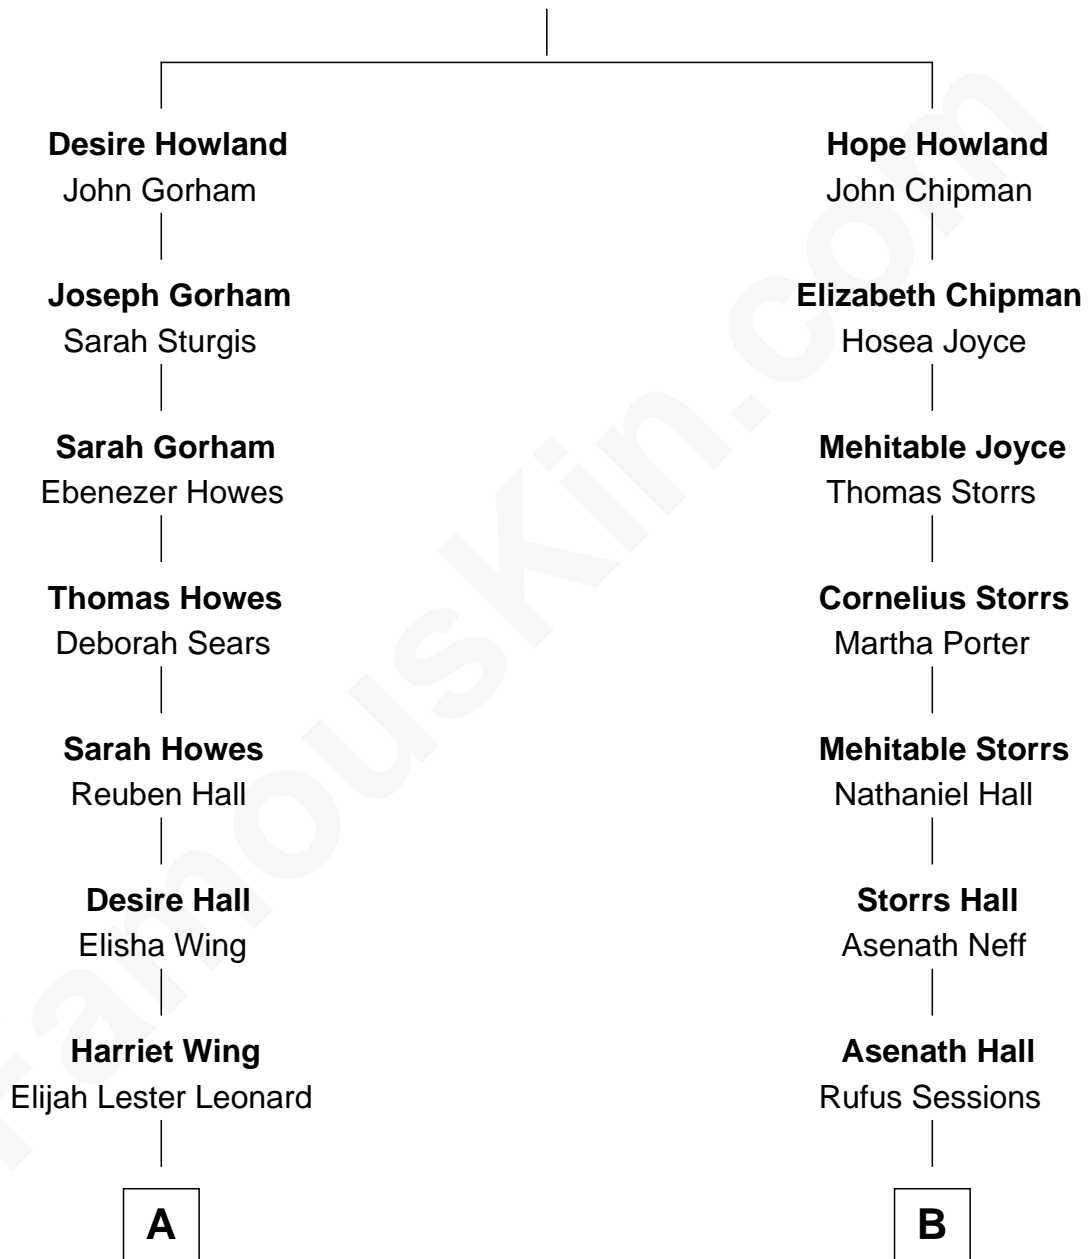 Desire Howland
John Gorham
Joseph Gorham
Sarah Sturgis
Sarah Gorham
Ebenezer Howes
Thomas Howes
Deborah Sears
Sarah Howes
Reuben Hall
Desire Hall
Elisha Wing
Harriet Wing
Elijah Lester Leonard
A
Hope Howland
John Chipman
Elizabeth Chipman
Hosea Joyce
Mehitable Joyce
Thomas Storrs
Cornelius Storrs
Martha Porter
Mehitable Storrs
Nathaniel Hall
Storrs Hall
Asenath Neff
Asenath Hall
Rufus Sessions
B
FamousKin.com